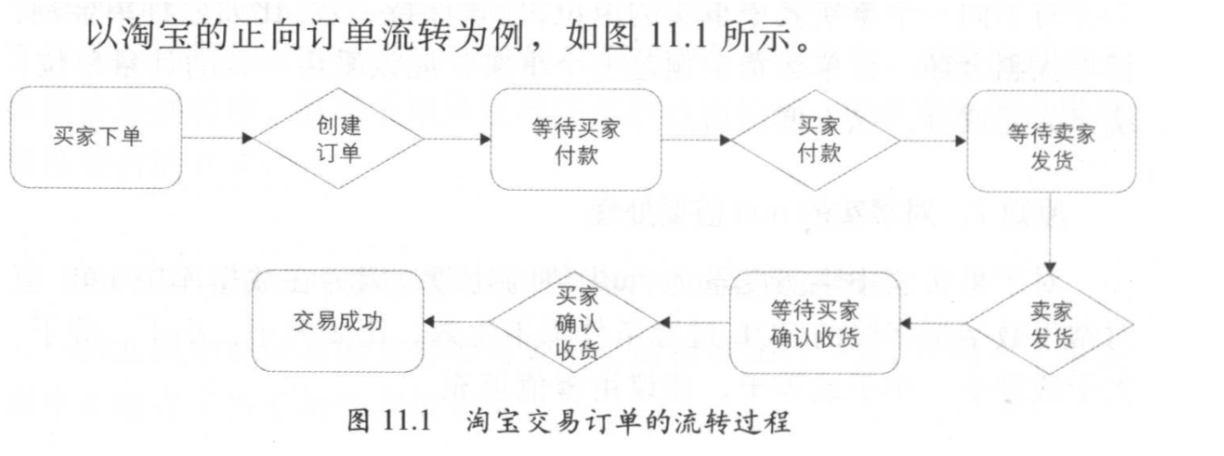 以淘宝的正向订单流转为例，如图 11.1 所示。
买家下单
创建
订单
等待买家
付款
买家
付款
等待卖家
发货
卖家
发货
等待买家
确认收货
买家
确认
收货
交易成功
图 11.1 淘宝交易订单的流转过程